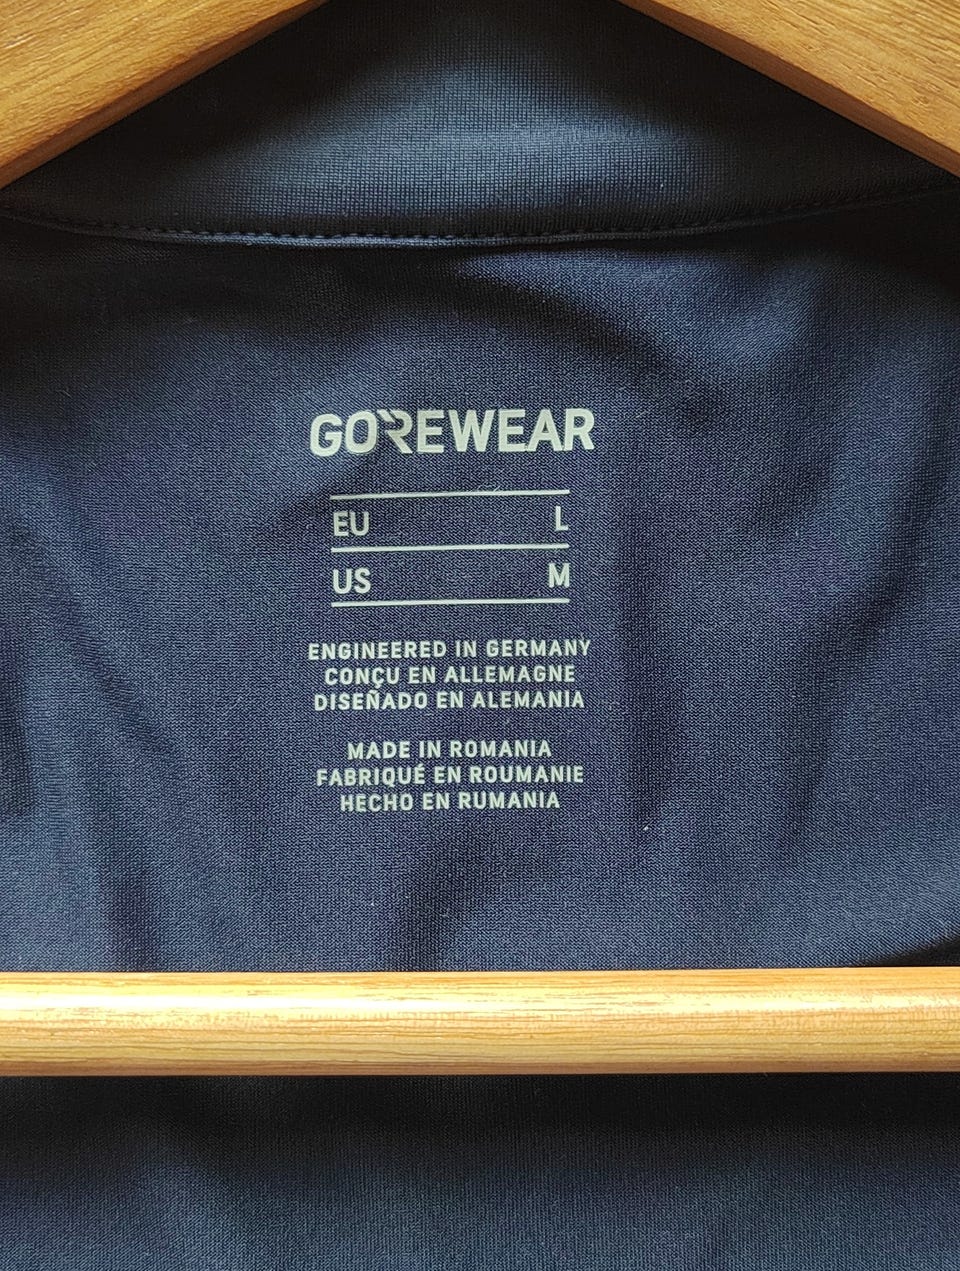 GOREWEAR
EU L
US M
ENGINEERED IN GERMANY
CONÇU EN ALLEMAGNE
DISEÑADO EN ALEMANIA
MADE IN ROMANIA
FABRIQUÉ EN ROUMANIE
HECHO EN RUMANIA